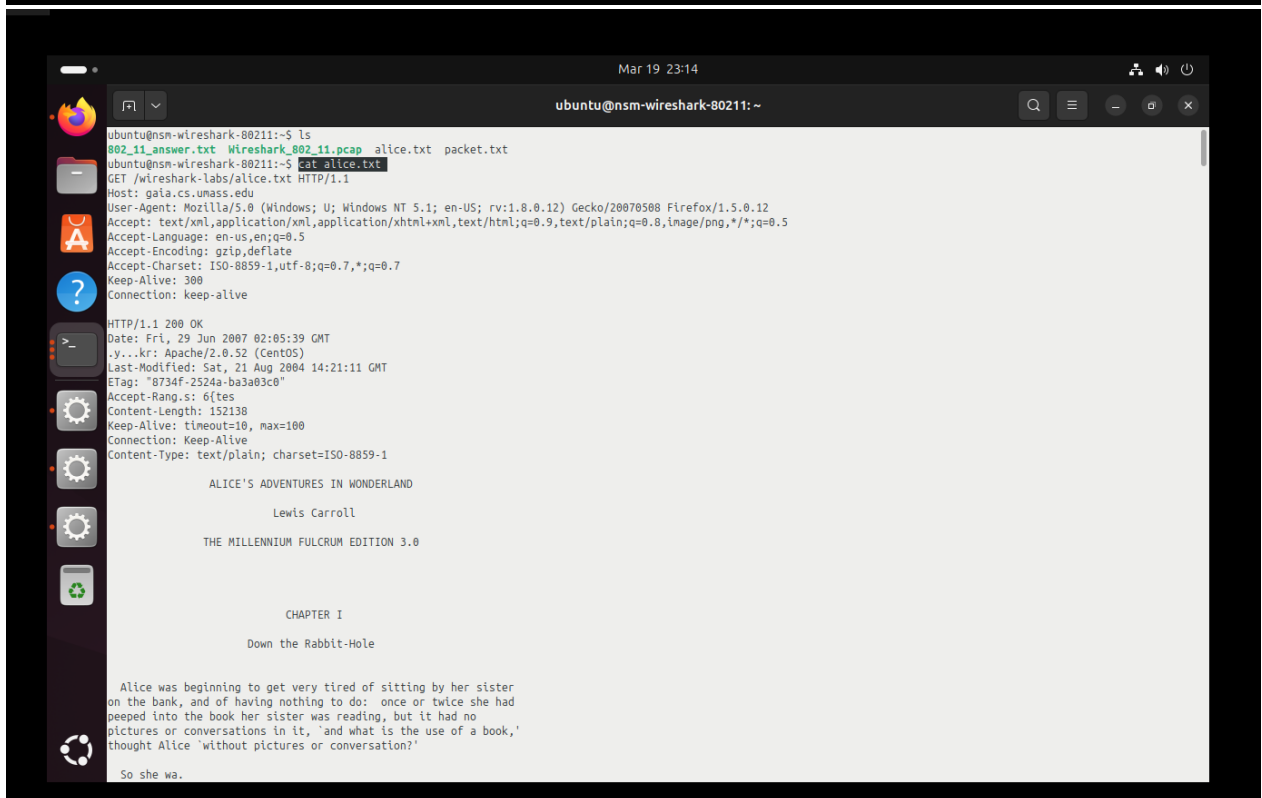 Mar 19 23:14
ubuntu@nsm-wireshark-80211: ~
ubuntu@nsm-wireshark-80211:~$ ls
802_11_answer.txt Wireshark_802_11.pcap alice.txt packet.txt
ubuntu@nsm-wireshark-80211:~$ cat alice.txt
GET /wireshark-labs/alice.txt HTTP/1.1
Host: gaia.cs.umass.edu
User-Agent: Mozilla/5.0 (Windows; U; Windows NT 5.1; en-US; rv:1.8.0.12) Gecko/20070508 Firefox/1.5.0.12
Accept: text/xml,application/xml,application/xhtml+xml,text/html;q=0.9,text/plain;q=0.8,image/png,*/*;q=0.5
Accept-Language: en-us,en;q=0.5
Accept-Encoding: gzip,deflate
Accept-Charset: ISO-8859-1,utf-8;q=0.7,*;q=0.7
Keep-Alive: 300
Connection: keep-alive
HTTP/1.1 200 OK
Date: Fri, 29 Jun 2007 02:05:39 GMT
.y...kr: Apache/2.0.52 (CentOS)
Last-Modified: Sat, 21 Aug 2004 14:21:11 GMT
ETag: "8734f-2524a-ba3a03c0"
Accept-Rang.s: 6{tes
Content-Length: 152138
Keep-Alive: timeout=10, max=100
Connection: Keep-Alive
Content-Type: text/plain; charset=ISO-8859-1
ALICE'S ADVENTURES IN WONDERLAND
Lewis Carroll
THE MILLENNIUM FULCRUM EDITION 3.0
CHAPTER I
Down the Rabbit-Hole
Alice was beginning to get very tired of sitting by her sister
on the bank, and of having nothing to do:  once or twice she had
peeped into the book her sister was reading, but it had no
pictures or conversations in it, `and what is the use of a book,'
thought Alice `without pictures or conversation?'
So she wa.